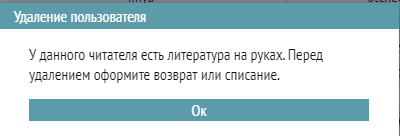 Удаление пользователя
У данного читателя есть литература на руках. Перед
удалением оформите возврат или списание.
Ок